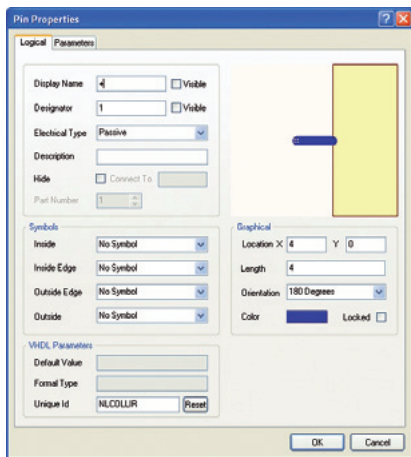 Pin Properties
Logical Parameters
Display Name + Visible
Designator 1 Visible
Electrical Type Passive
Description
Hide Connect To
Part Number 1
Symbols
Inside No Symbol
Inside Edge No Symbol
Outside Edge No Symbol
Outside No Symbol
Graphical
Location X 4 Y 0
Length 4
Orientation 180 Degrees
Color Locked
VHDL Parameters
Default Value
Formal Type
Unique Id NLCOLLIR Reset
OK Cancel